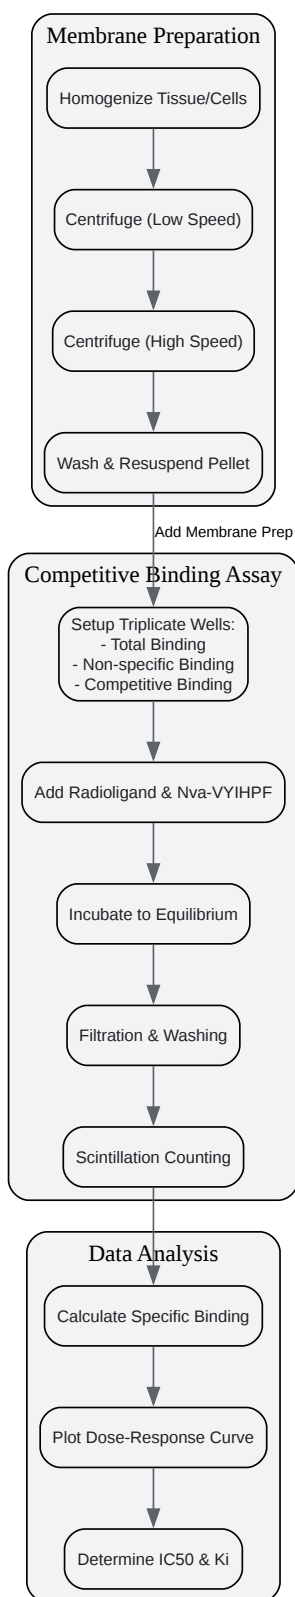 Membrane Preparation
Homogenize Tissue/Cells
Centrifuge (Low Speed)
Centrifuge (High Speed)
Wash & Resuspend Pellet
Add Membrane Prep
Competitive Binding Assay
Setup Triplicate Wells:
- Total Binding
- Non-specific Binding
- Competitive Binding
Add Radioligand & Nva-VYIHPF
Incubate to Equilibrium
Filtration & Washing
Scintillation Counting
Data Analysis
Calculate Specific Binding
Plot Dose-Response Curve
Determine IC50 & Ki